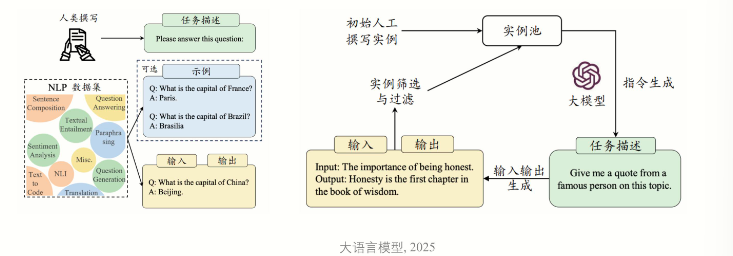 人类撰写
任务描述
Please answer this question:
NLP 数据集
Sentence
Composition
Question
Answering
Textual
Entailment
Paraphra
sing
Sentiment
Analysis
Misc.
Text
to
Code
NLI
Question
Generation
Translation
可选
示例
Q: What is the capital of France?
A: Paris.
Q: What is the capital of Brazil?
A: Brasilia
输入
输出
Q: What is the capital of China?
A: Beijing.
初始人工
撰写实例
实例池
实例筛选
与过滤
大模型
指令生成
输入
输出
Input: The importance of being honest.
Output: Honesty is the first chapter in
the book of wisdom.
输入输出
生成
任务描述
Give me a quote from a
famous person on this topic.
大语言模型, 2025